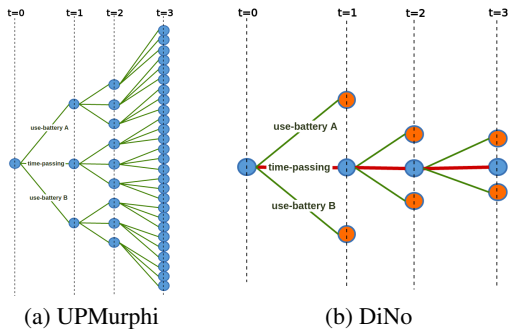 t=0 t=1 t=2 t=3
use-battery A
time-passing
use-battery B
(a) UPMurphi
t=0 t=1 t=2 t=3
use-battery A
time-passing
use-battery B
(b) DiNo